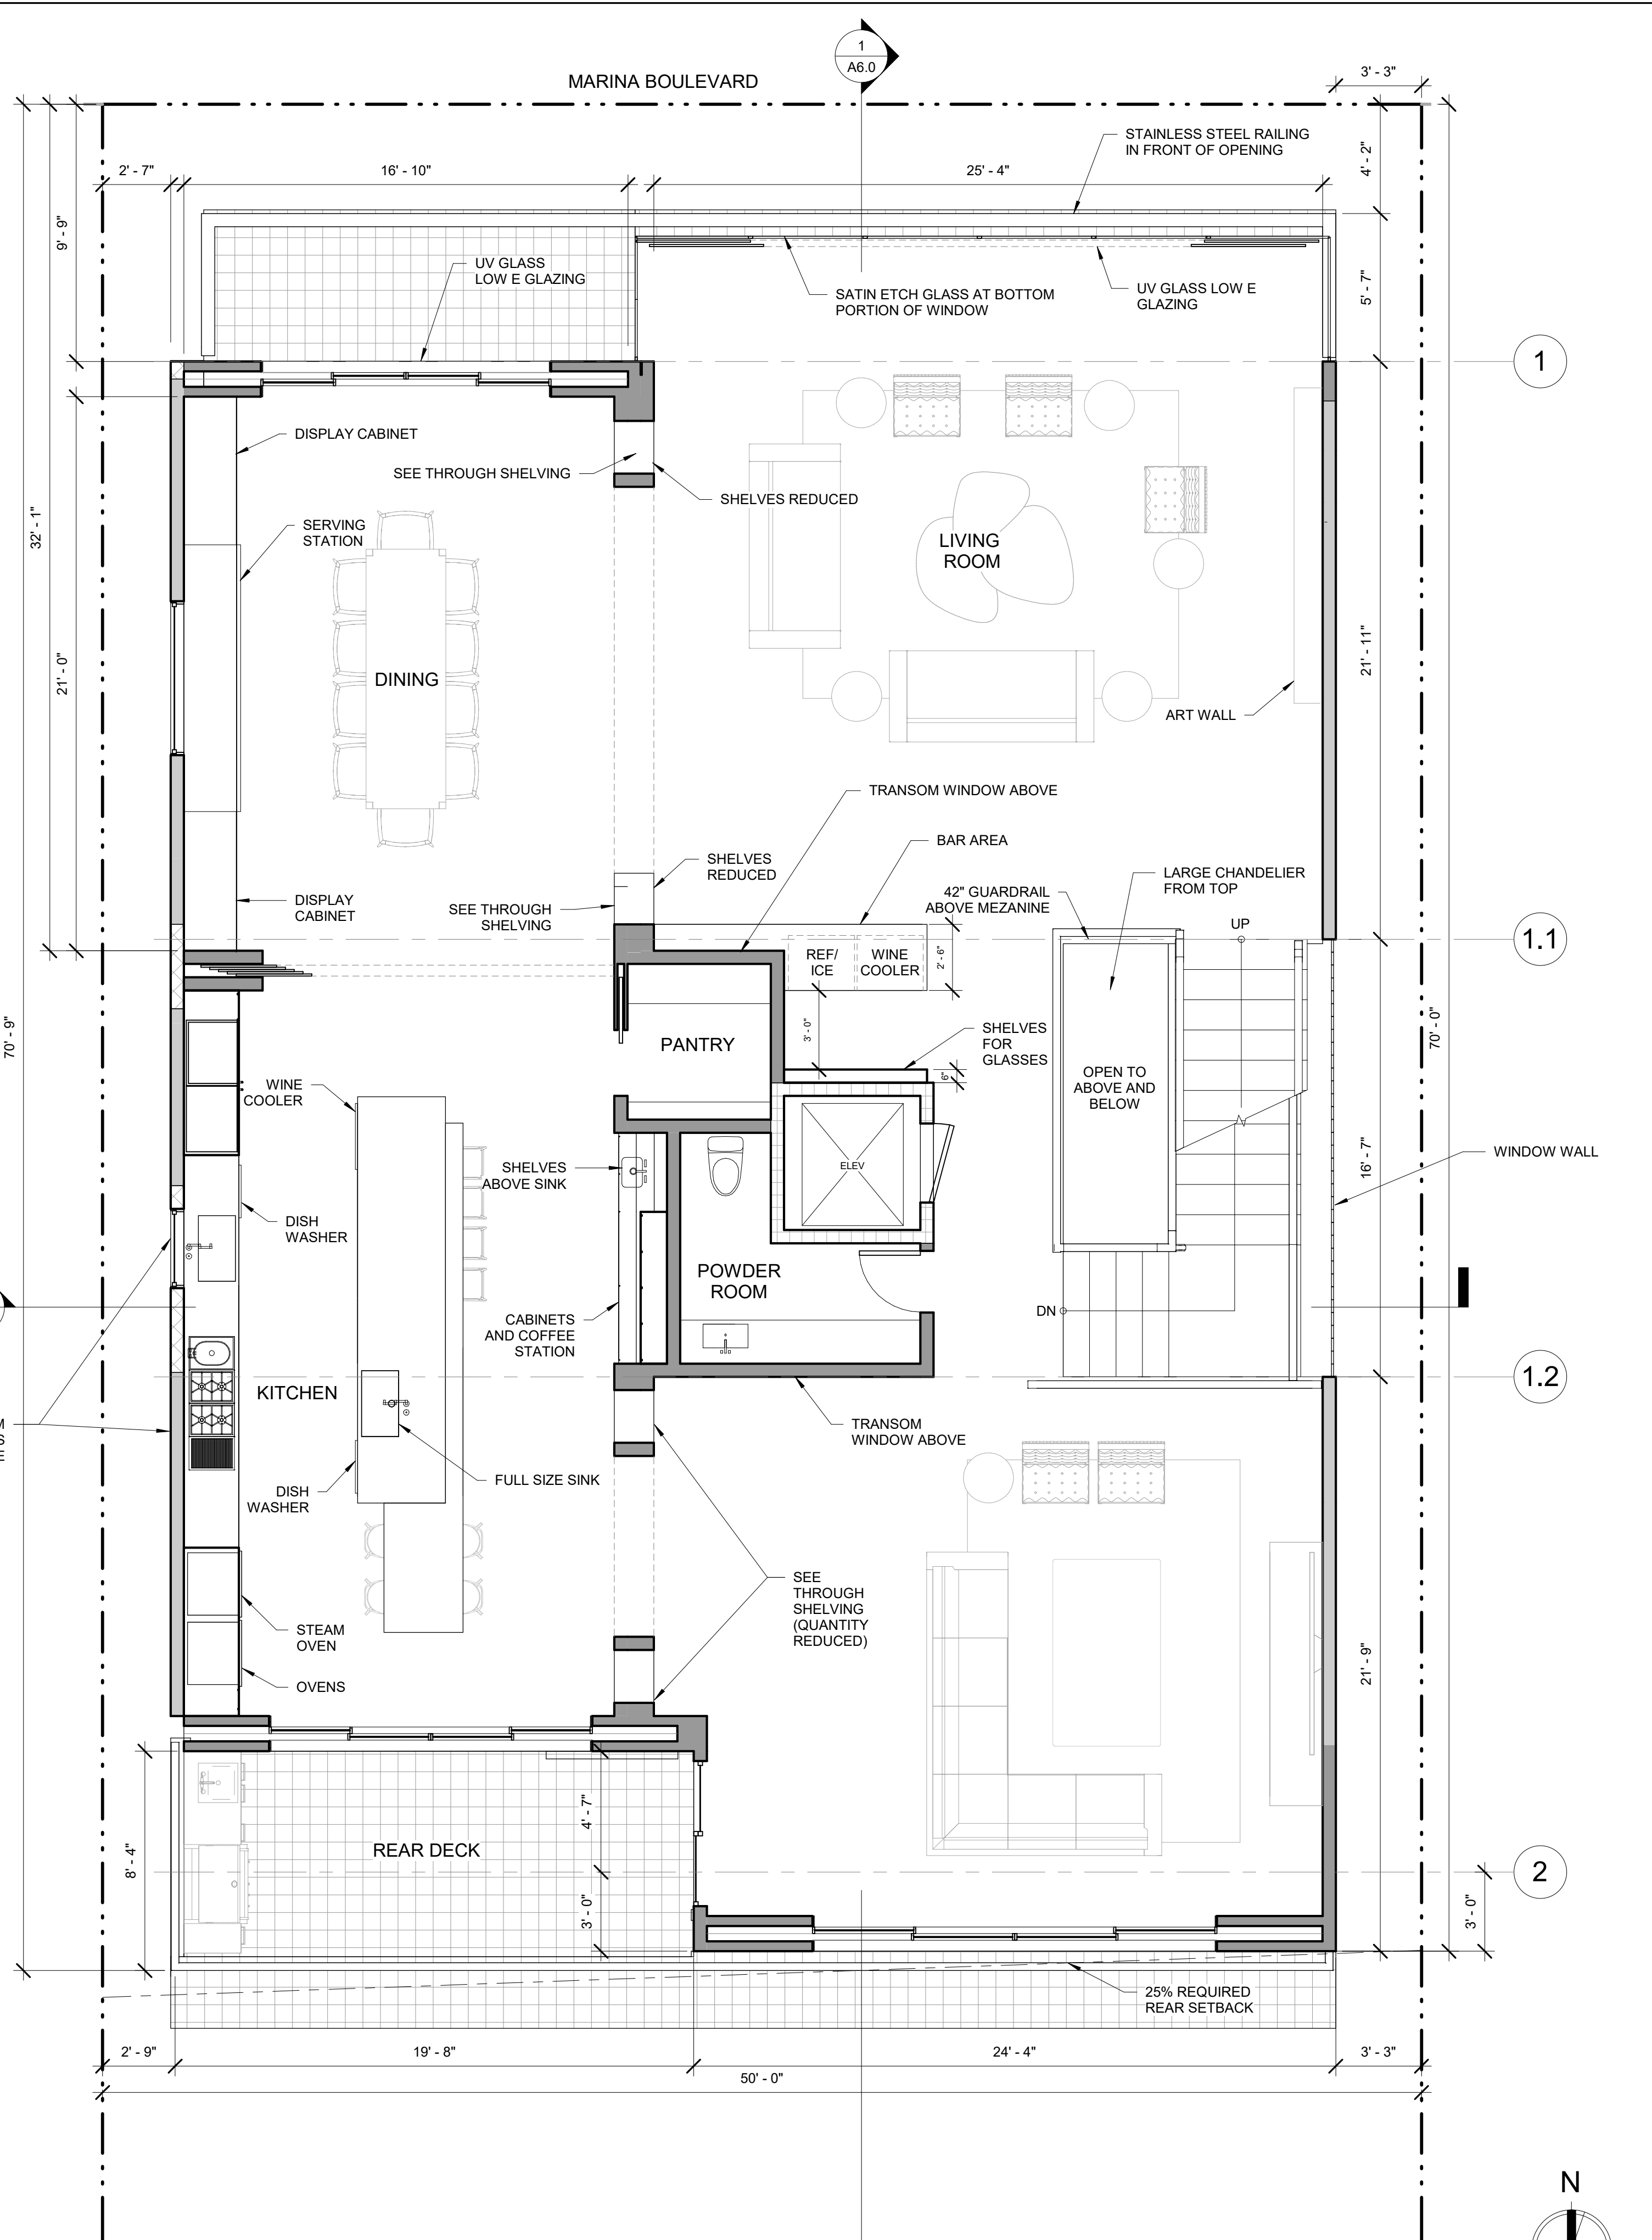 1
A6.0
MARINA BOULEVARD
3' - 3"
STAINLESS STEEL RAILING
IN FRONT OF OPENING
4' - 2"
2' - 7"
16' - 10"
25' - 4"
9' - 9"
UV GLASS
LOW E GLAZING
SATIN ETCH GLASS AT BOTTOM
PORTION OF WINDOW
UV GLASS LOW E
GLAZING
5' - 7"
1
DISPLAY CABINET
SEE THROUGH SHELVING
SHELVES REDUCED
32' - 1"
SERVING
STATION
LIVING
ROOM
21' - 0"
21' - 11"
DINING
ART WALL
TRANSOM WINDOW ABOVE
BAR AREA
SHELVES
REDUCED
LARGE CHANDELIER
FROM TOP
DISPLAY
CABINET
SEE THROUGH
SHELVING
42" GUARDRAIL
ABOVE MEZANINE
UP
1.1
REF/
ICE
WINE
COOLER
2' - 6"
70' - 9"
3' - 0"
70' - 0"
PANTRY
SHELVES
FOR
GLASSES
6"
OPEN TO
ABOVE AND
BELOW
WINE
COOLER
SHELVES
ABOVE SINK
ELEV
16' - 7"
WINDOW WALL
DISH
WASHER
POWDER
ROOM
DN
CABINETS
AND COFFEE
STATION
KITCHEN
1.2
TRANSOM
WINDOW ABOVE
FULL SIZE SINK
DISH
WASHER
SEE
THROUGH
SHELVING
(QUANTITY
REDUCED)
STEAM
OVEN
OVENS
21' - 9"
4' - 7"
REAR DECK
8' - 4"
2
3' - 0"
3' - 0"
25% REQUIRED
REAR SETBACK
2' - 9"
19' - 8"
24' - 4"
3' - 3"
50' - 0"
N